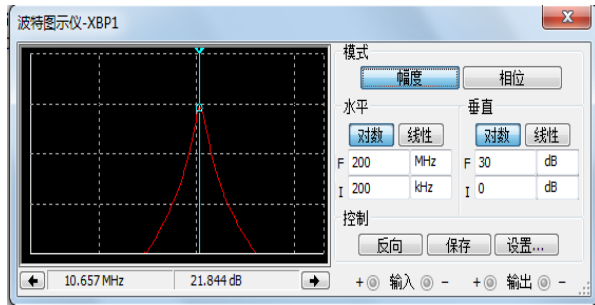 波特图示仪-XBP1
模式
幅度 相位
水平 垂直
对数 线性 对数 线性
F 200 MHz F 30 dB
I 200 kHz I 0 dB
控制
反向 保存 设置...
10.657 MHz 21.844 dB + 输入 - + 输出 -